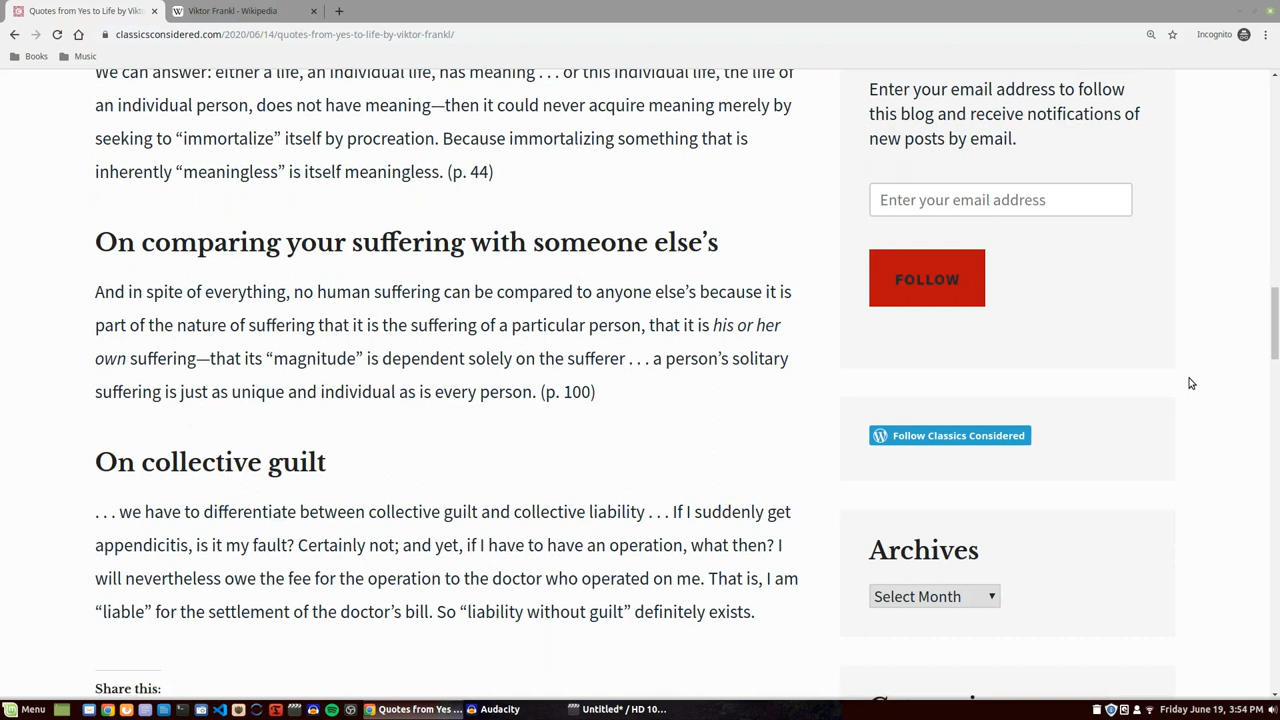 Quotes from Yes to Life by Vikt
Viktor Frankl - Wikipedia
classicsconsidered.com/2020/06/14/quotes-from-yes-to-life-by-viktor-frankl/
Incognito
Books
Music
We can answer: either a life, an individual life, has meaning . . . or this individual life, the life of
an individual person, does not have meaning—then it could never acquire meaning merely by
seeking to “immortalize” itself by procreation. Because immortalizing something that is
inherently “meaningless” is itself meaningless. (p. 44)
On comparing your suffering with someone else’s
And in spite of everything, no human suffering can be compared to anyone else’s because it is
part of the nature of suffering that it is the suffering of a particular person, that it is his or her
own suffering—that its “magnitude” is dependent solely on the sufferer . . . a person’s solitary
suffering is just as unique and individual as is every person. (p. 100)
On collective guilt
. . . we have to differentiate between collective guilt and collective liability . . . If I suddenly get
appendicitis, is it my fault? Certainly not; and yet, if I have to have an operation, what then? I
will nevertheless owe the fee for the operation to the doctor who operated on me. That is, I am
“liable” for the settlement of the doctor’s bill. So “liability without guilt” definitely exists.
Share this:
Enter your email address to follow
this blog and receive notifications of
new posts by email.
Enter your email address
FOLLOW
Follow Classics Considered
Archives
Select Month
Menu
Quotes from Yes ...
Audacity
Untitled* / HD 10...
Friday June 19, 3:54 PM